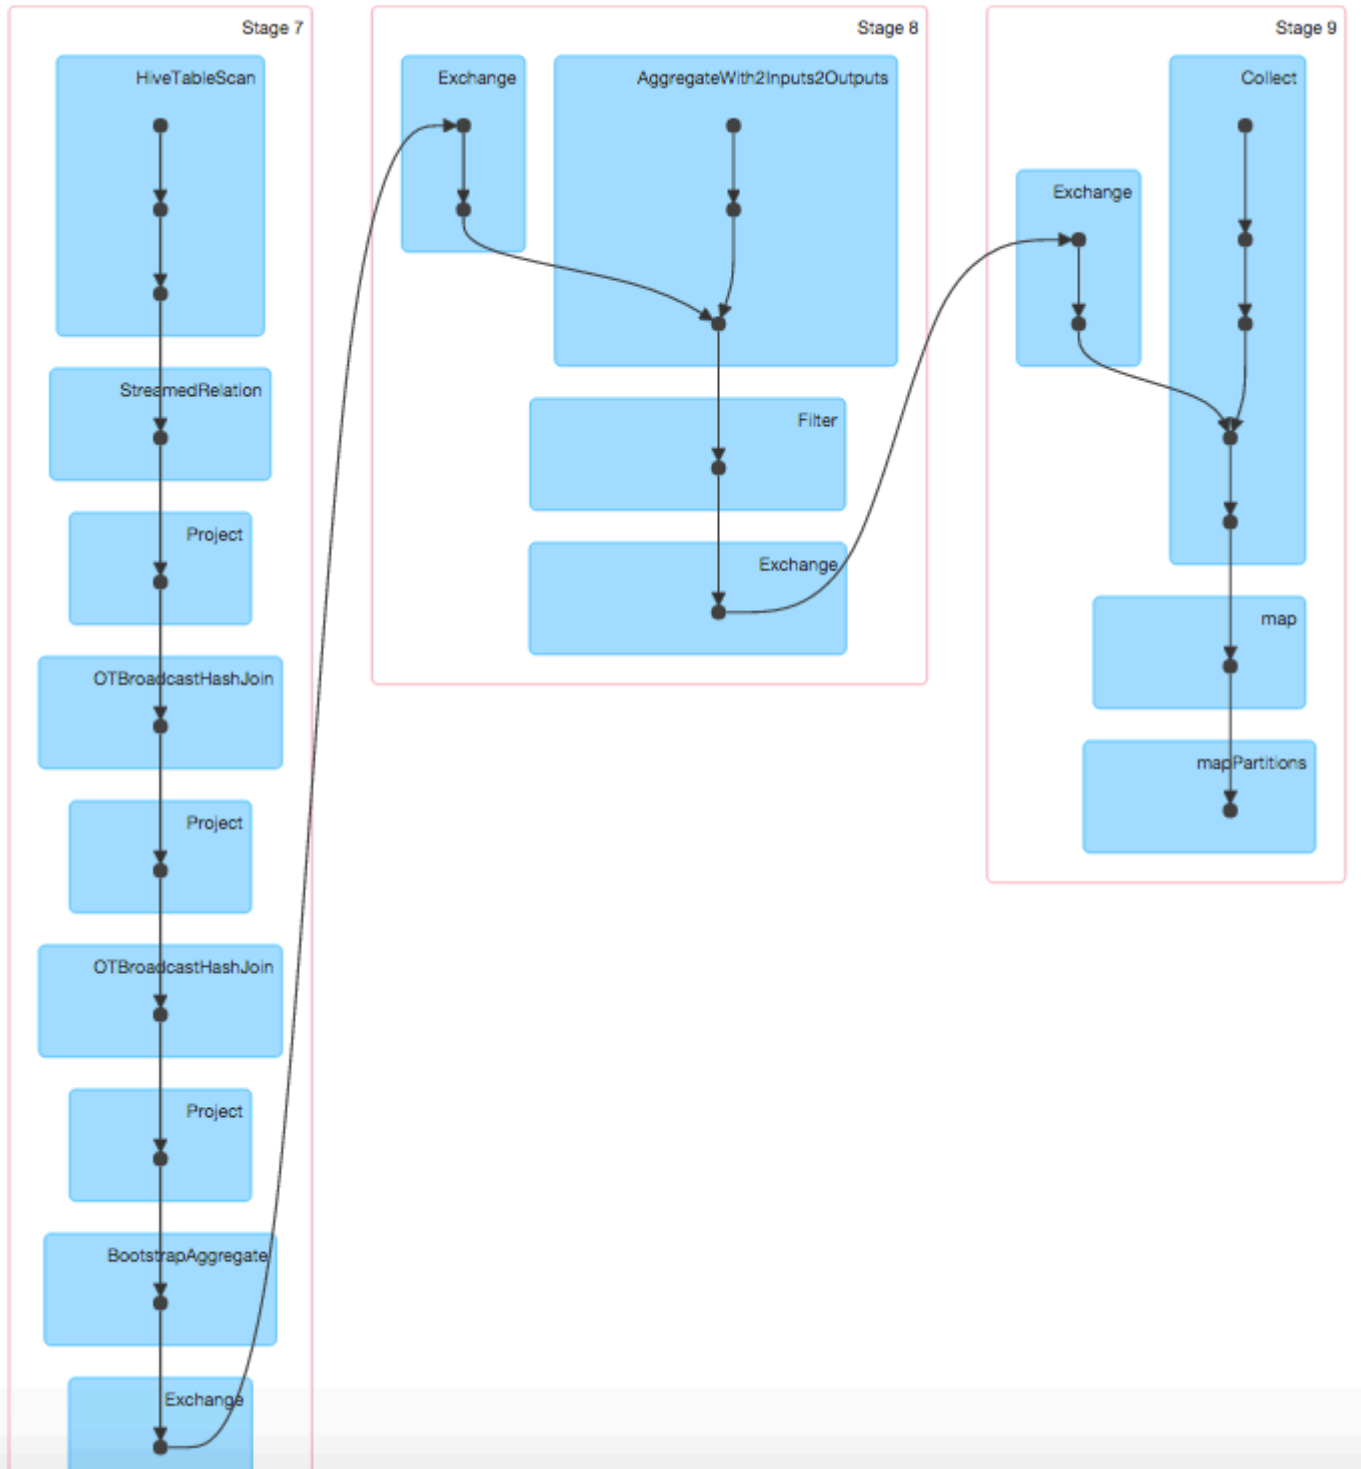 Stage 7
HiveTableScan
StreamedRelation
Project
OTBroadcastHashJoin
Project
OTBroadcastHashJoin
Project
BootstrapAggregate
Exchange
Stage 8
Exchange
AggregateWith2Inputs2Outputs
Filter
Exchange
Stage 9
Collect
Exchange
map
mapPartitions